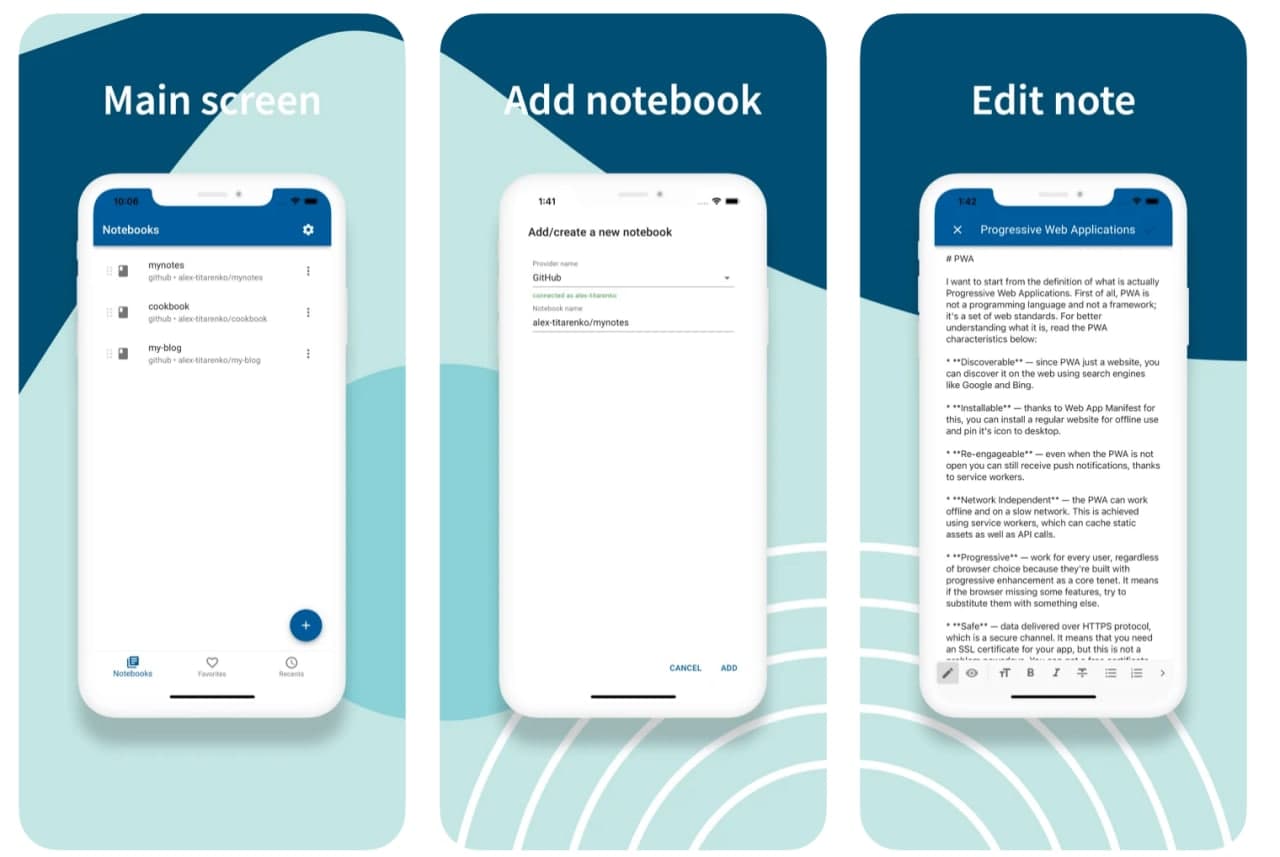 Main screen
10:06
Notebooks
mynotes
github • alex-titarenko/mynotes
cookbook
github • alex-titarenko/cookbook
my-blog
github • alex-titarenko/my-blog
Notebooks
Favorites
Recents
Add notebook
1:41
Add/create a new notebook
Provider name
GitHub
connected as alex-titarenko
Notebook name
alex-titarenko/mynotes
CANCEL
ADD
Edit note
1:42
Progressive Web Applications
# PWA
I want to start from the definition of what is actually
Progressive Web Applications. First of all, PWA is
not a programming language and not a framework;
it's a set of web standards. For better
understanding what it is, read the PWA
characteristics below:
* **Discoverable** — since PWA just a website, you
can discover it on the web using search engines
like Google and Bing.
* **Installable** — thanks to Web App Manifest for
this, you can install a regular website for offline use
and pin it's icon to desktop.
* **Re-engageable** — even when the PWA is not
open you can still receive push notifications, thanks
to service workers.
* **Network Independent** — the PWA can work
offline and on a slow network. This is achieved
using service workers, which can cache static
assets as well as API calls.
* **Progressive** — work for every user, regardless
of browser choice because they're built with
progressive enhancement as a core tenet. It means
if the browser missing some features, try to
substitute them with something else.
* **Safe** — data delivered over HTTPS protocol,
which is a secure channel. It means that you need
an SSL certificate for your app, but this is not a